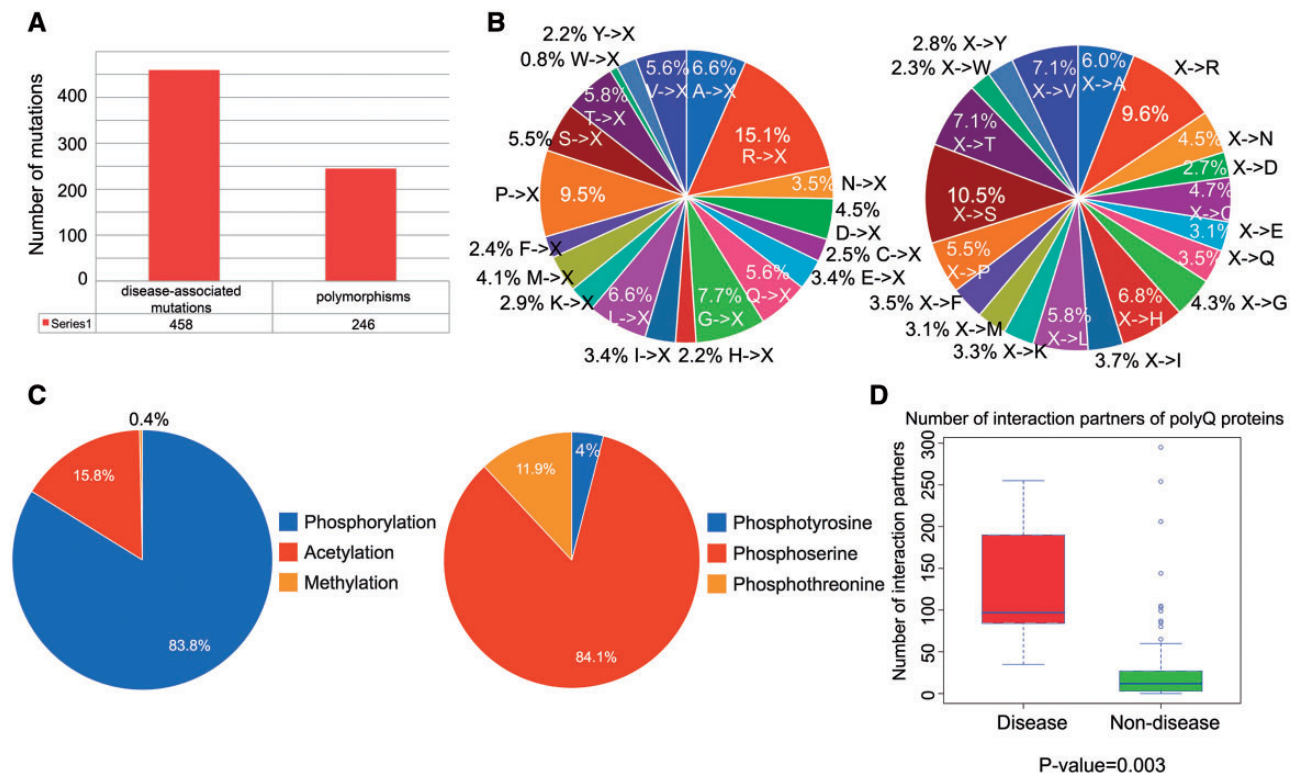 A
Number of mutations
400
300
200
100
0
disease-associated
mutations
polymorphisms
Series1
458
246
B
2.2% Y->X
0.8% W->X
5.8%
T->X
5.5% S->X
P->X
9.5%
2.4% F->X
4.1% M->X
2.9% K->X
6.6%
L->X
3.4% I->X
2.2% H->X
7.7%
G->X
5.6%
Q->X
3.4% E->X
2.5% C->X
4.5%
D->X
3.5%
N->X
15.1%
R->X
6.6%
A->X
5.6%
V->X
2.8% X->Y
2.3% X->W
7.1%
X->V
6.0%
X->A
X->R
9.6%
4.5%
X->N
2.7%
X->D
4.7%
X->C
3.1%
X->E
3.5%
X->Q
4.3% X->G
6.8%
X->H
3.7% X->I
5.8%
X->L
3.3% X->K
3.1% X->M
3.5% X->F
5.5%
X->P
10.5%
X->S
7.1%
X->T
C
0.4%
15.8%
83.8%
Phosphorylation
Acetylation
Methylation
4%
11.9%
84.1%
Phosphotyrosine
Phosphoserine
Phosphothreonine
D
Number of interaction partners of polyQ proteins
Number of interaction partners
300
250
200
150
100
50
0
Disease
Non-disease
P-value=0.003